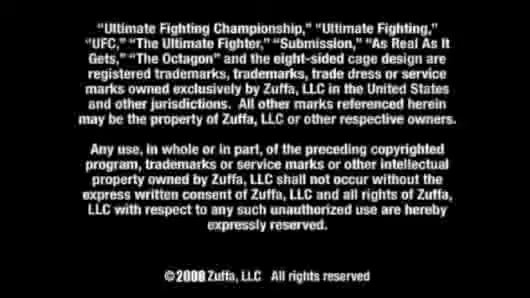 “Ultimate Fighting Championship,” “Ultimate Fighting,”
“UFC,” “The Ultimate Fighter,” “Submission,” “As Real As It
Gets,” “The Octagon” and the eight-sided cage design are
registered trademarks, trademarks, trade dress or service
marks owned exclusively by Zuffa, LLC in the United States
and other jurisdictions. All other marks referenced herein
may be the property of Zuffa, LLC or other respective owners.
Any use, in whole or in part, of the preceding copyrighted
program, trademarks or service marks or other intellectual
property owned by Zuffa, LLC shall not occur without the
express written consent of Zuffa, LLC and all rights of Zuffa,
LLC with respect to any such unauthorized use are hereby
expressly reserved.
©2008 Zuffa, LLC All rights reserved